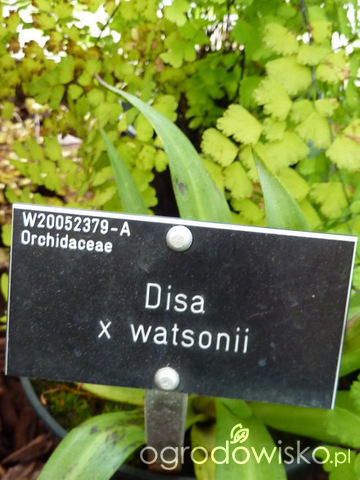 W20052379-A
Orchidaceae
Disa
x watsonii
ogrodowisko.pl